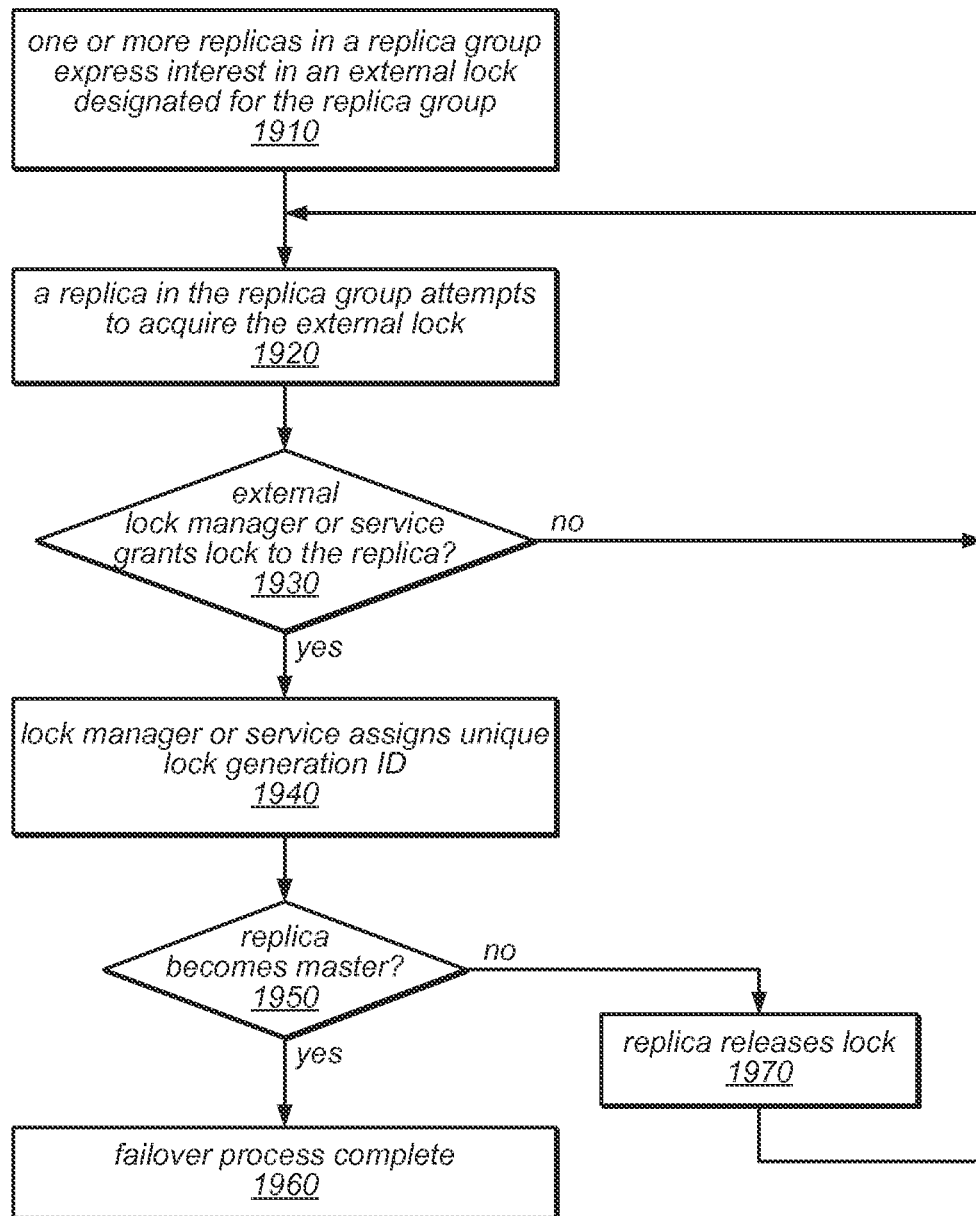 one or more replicas in a replica group
express interest in an external lock
designated for the replica group
1910
a replica in the replica group attempts
to acquire the external lock
1920
external
lock manager or service
grants lock to the replica?
1930
no
yes
lock manager or service assigns unique
lock generation ID
1940
replica
becomes master?
1950
no
yes
replica releases lock
1970
failover process complete
1960